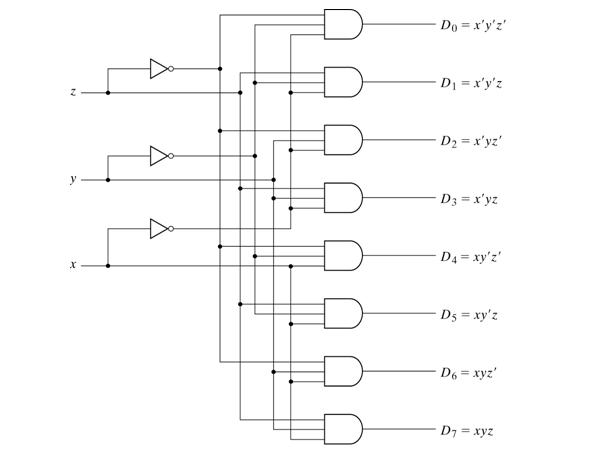 D0 = x′y′z′
D1 = x′y′z
z
D2 = x′yz′
y
D3 = x′yz
D4 = xy′z′
x
D5 = xy′z
D6 = xyz′
D7 = xyz